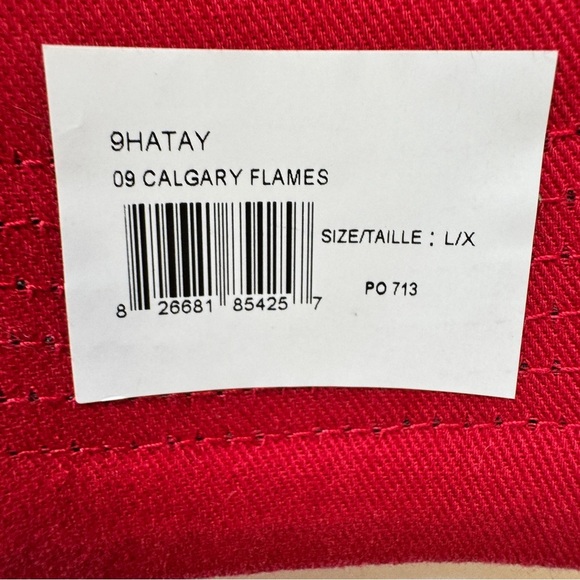 9HATAY
09 CALGARY FLAMES
SIZE/TAILLE : L/X
8 26681 85425 7
PO 713